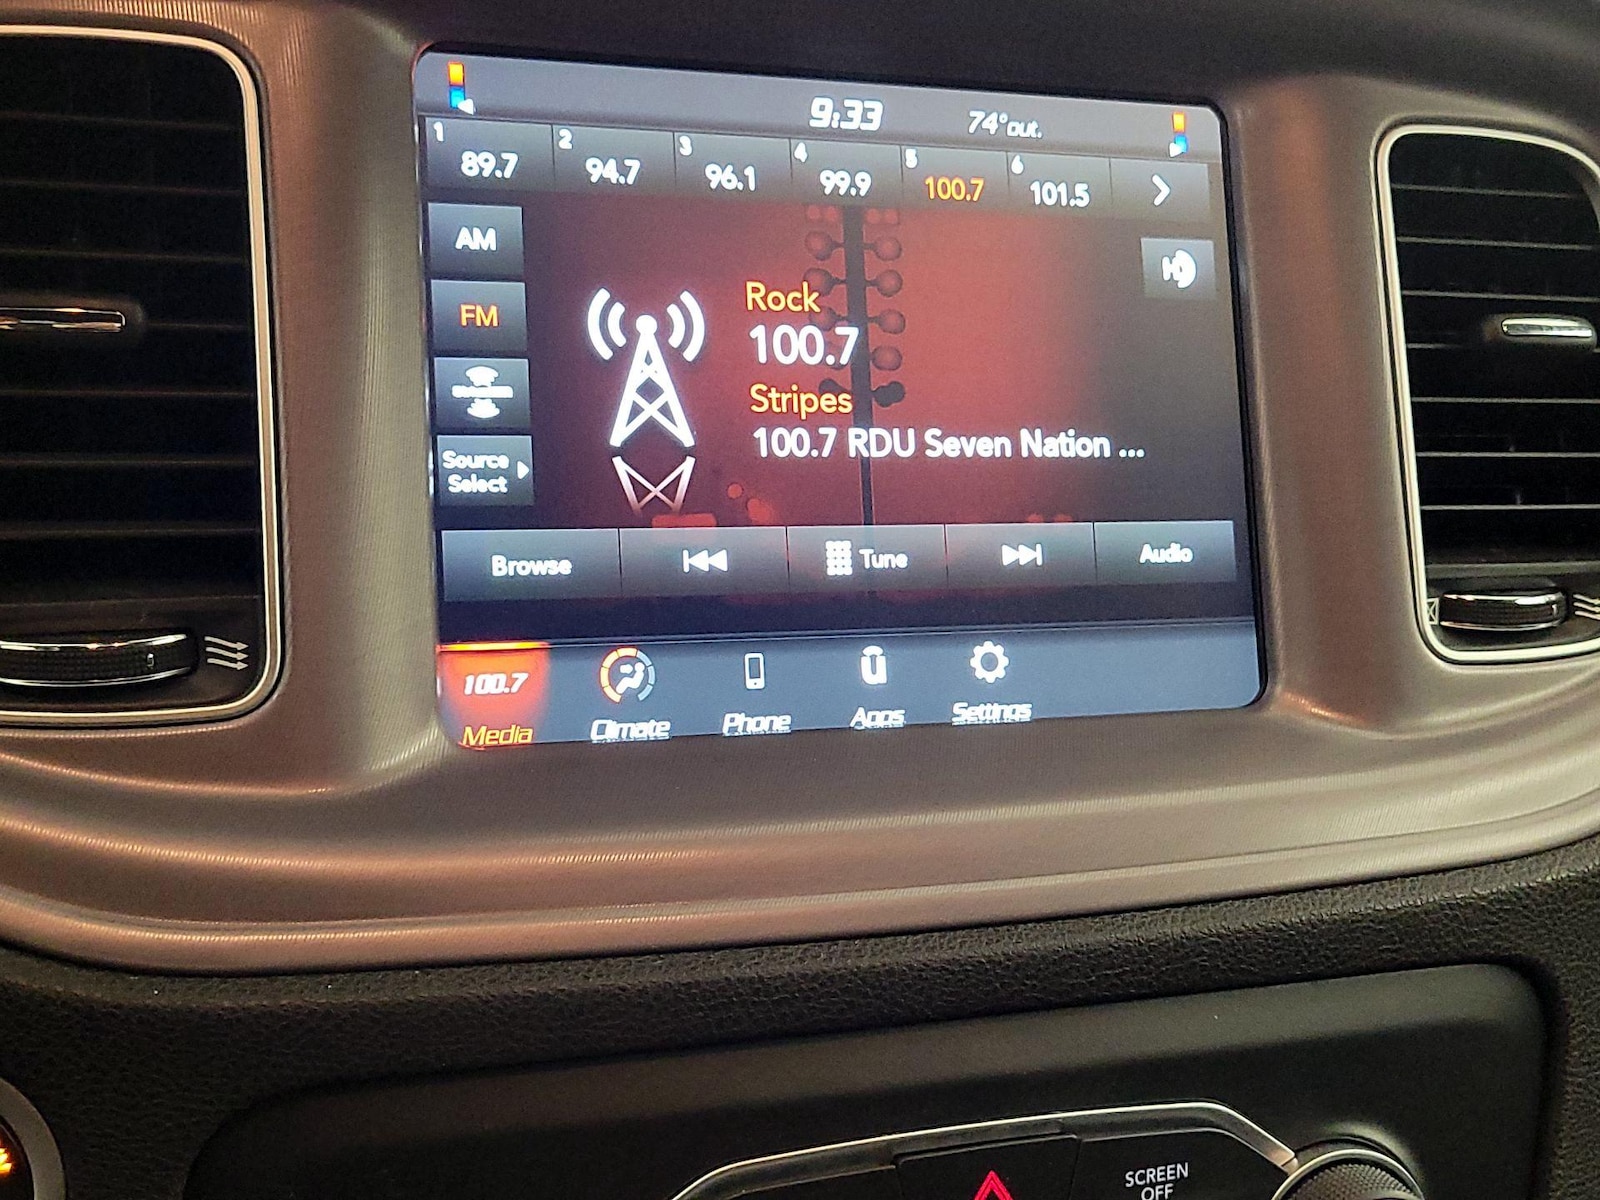 9:33 74° out.
1 89.7 2 94.7 3 96.1 4 99.9 5 100.7 6 101.5
AM
FM
Source
Select
Rock
100.7
Stripes
100.7 RDU Seven Nation ...
Browse Tune Audio
100.7
Media Climate Phone Apps Settings
SCREEN
OFF